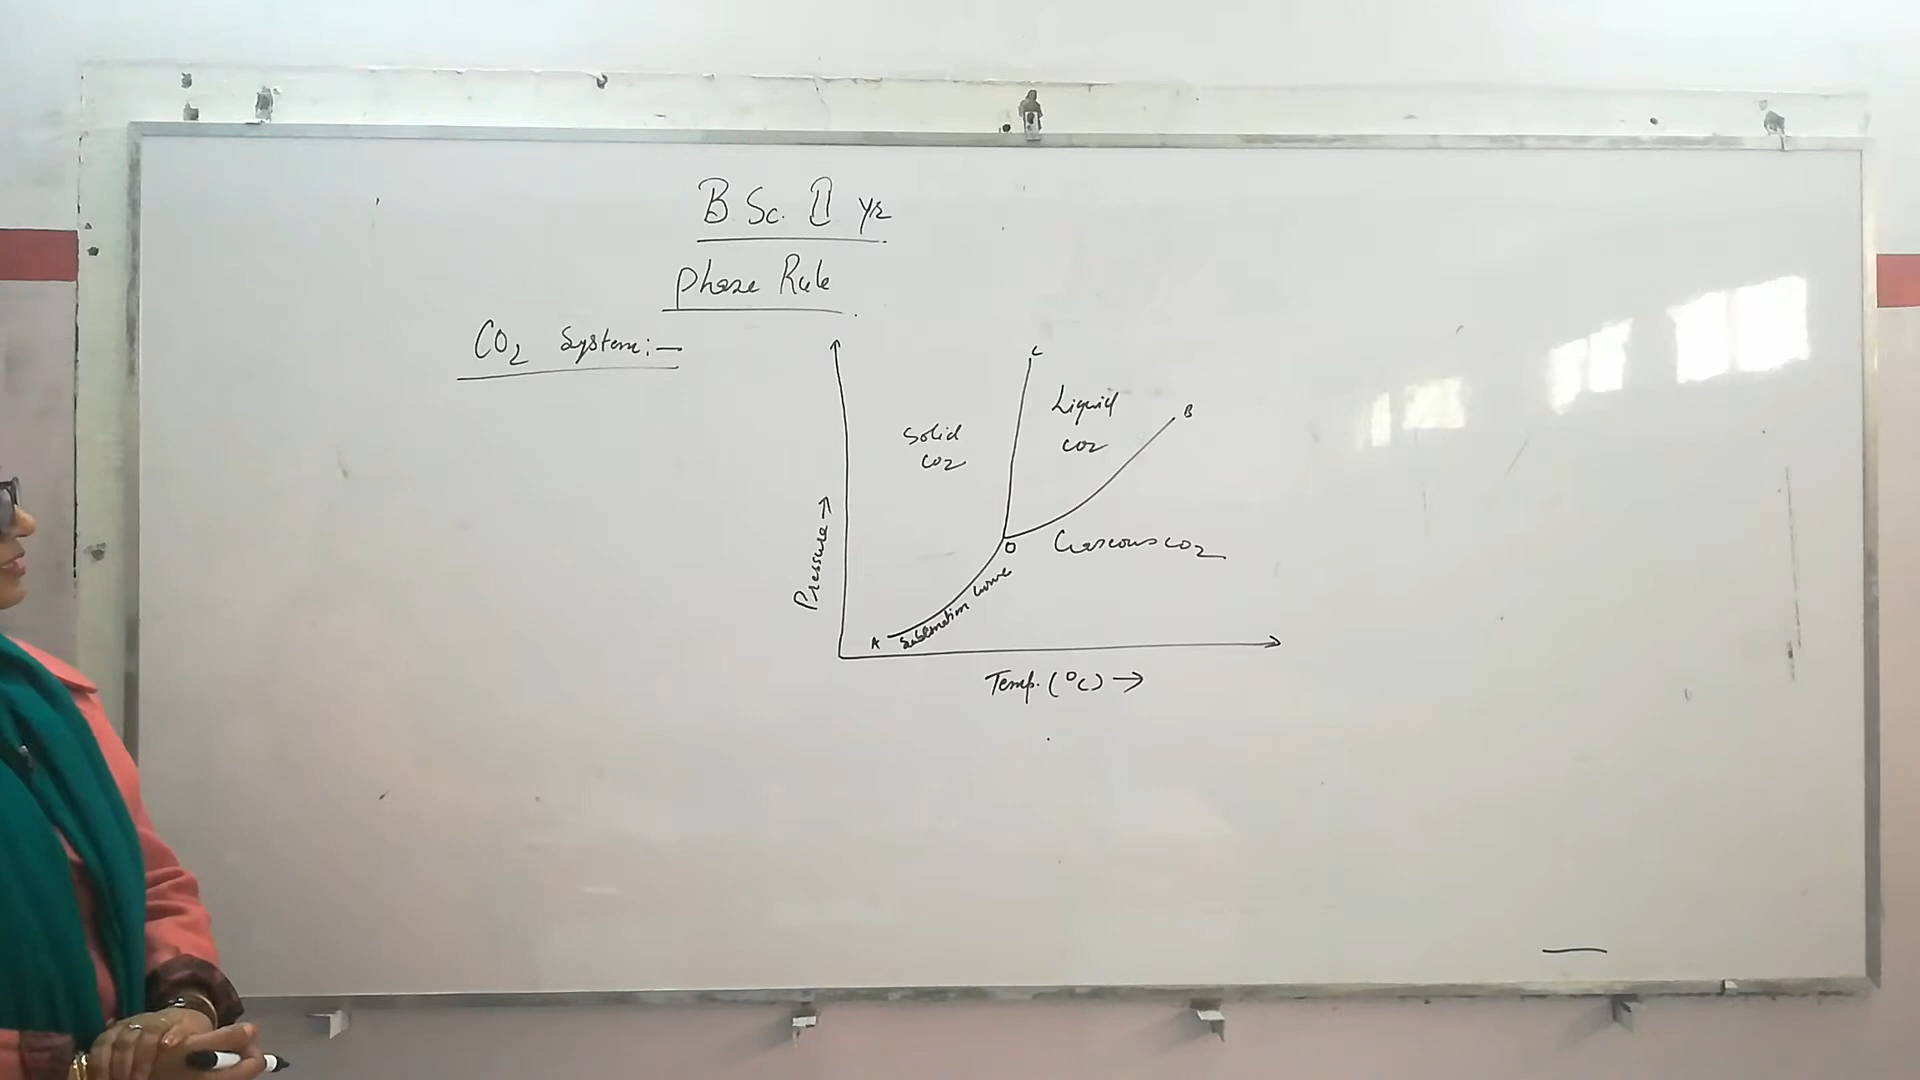 B Sc. II yr
Phase Rule
CO2 System:-
C
Liquid
CO2
B
Solid
CO2
Pressure →
O
Gaseous CO2
A
Sublimation Curve
Temp. (°C) →